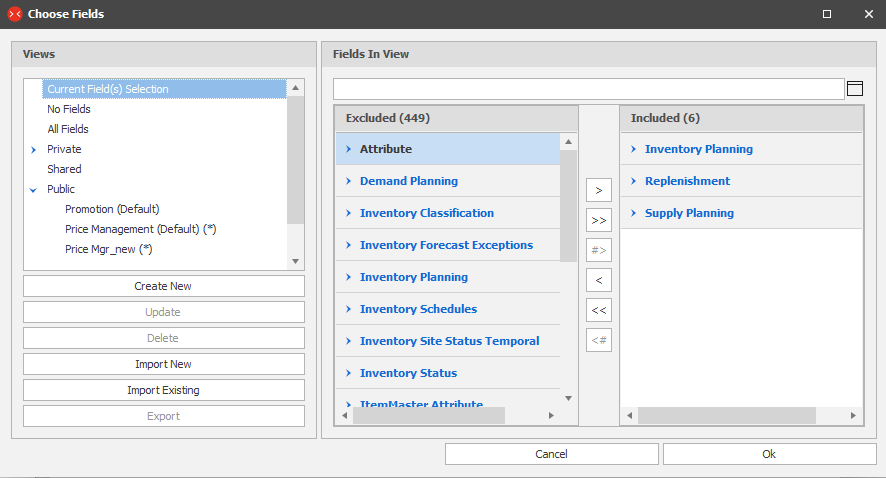 Choose Fields
Views
Current Field(s) Selection
No Fields
All Fields
Private
Shared
Public
Promotion (Default)
Price Management (Default) (*)
Price Mgr_new (*)
Create New
Update
Delete
Import New
Import Existing
Export
Fields In View
Excluded (449)
Attribute
Demand Planning
Inventory Classification
Inventory Forecast Exceptions
Inventory Planning
Inventory Schedules
Inventory Site Status Temporal
Inventory Status
ItemMaster Attribute
>
>>
#>
<
<<
<#
Included (6)
Inventory Planning
Replenishment
Supply Planning
Cancel
Ok